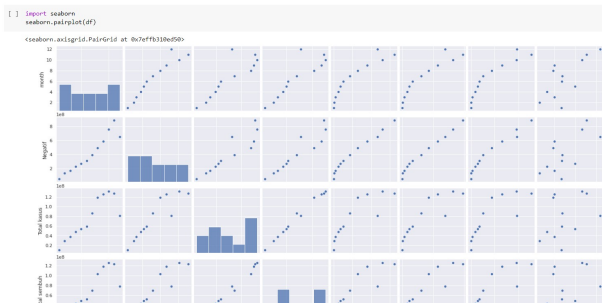 [ ] import seaborn
seaborn.pairplot(df)
<seaborn.axisgrid.PairGrid at 0x7effb310ed50>
12
10
8
6
4
2
month
1e8
8
6
4
2
Negatif
1e8
1.2
1.0
0.8
0.6
0.4
0.2
Total kasus
1e8
1.2
1.0
0.8
0.6
sembuh